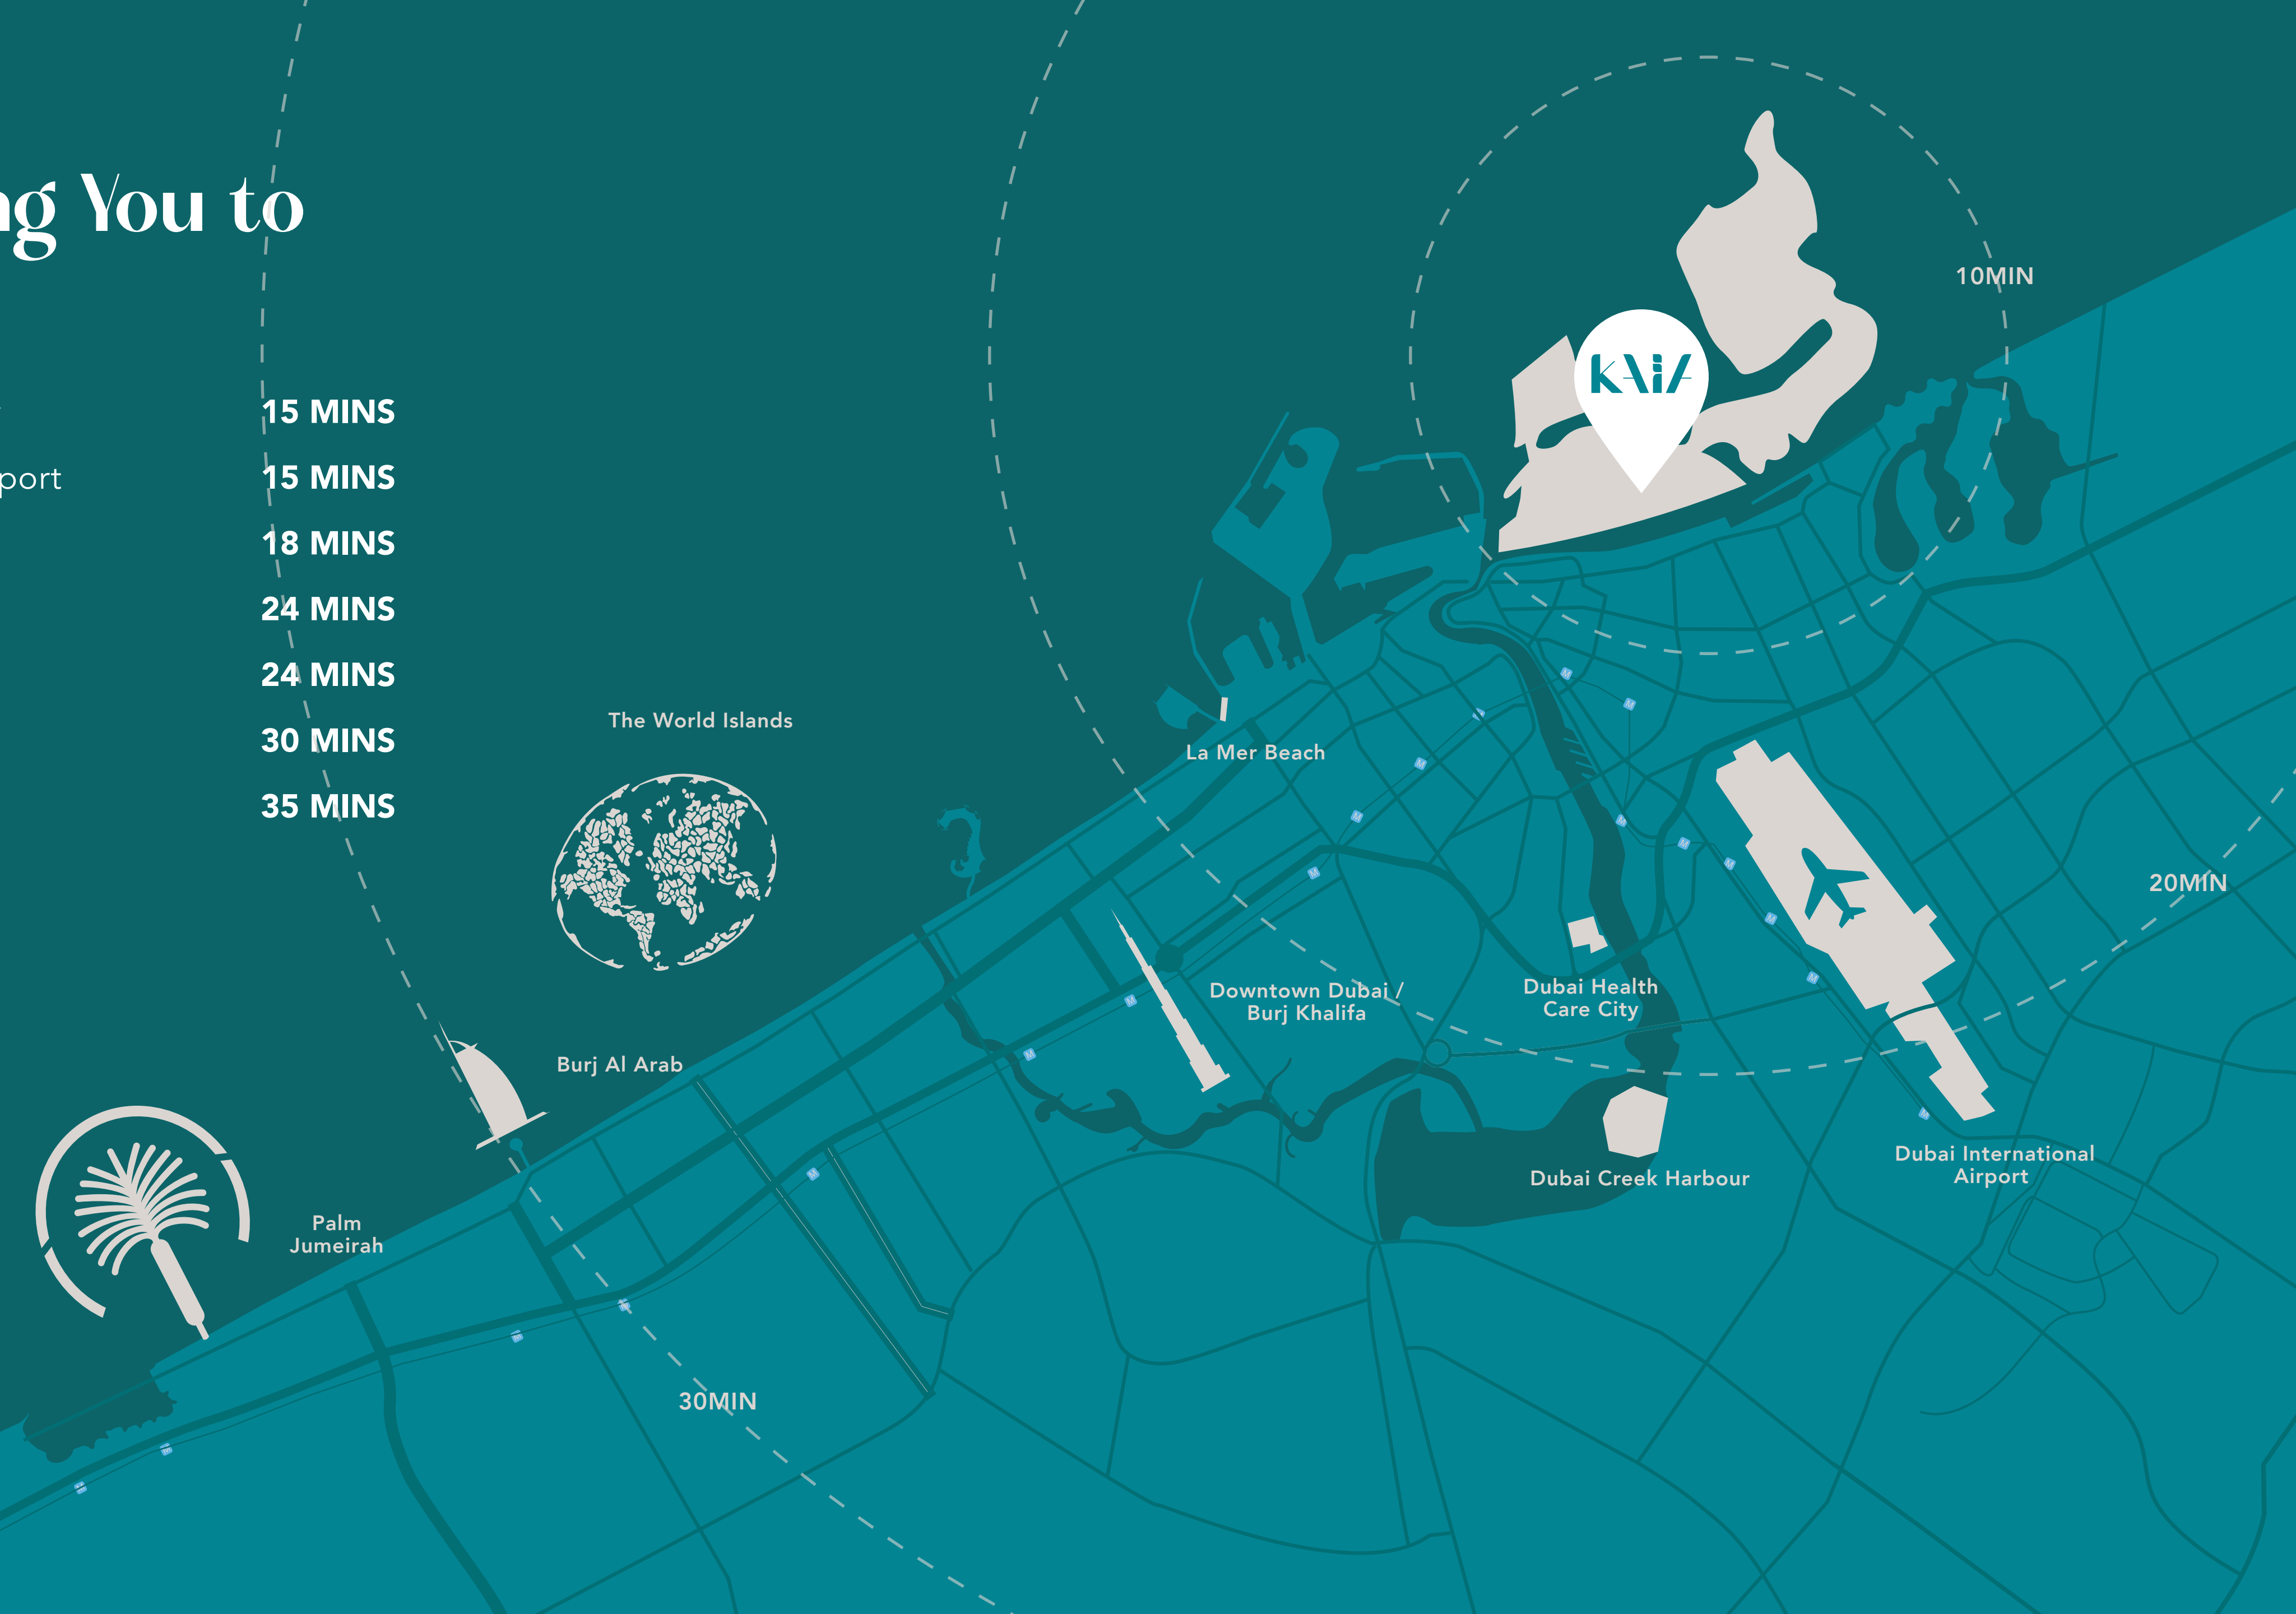 ng You to
15 MINS
port
15 MINS
18 MINS
24 MINS
24 MINS
30 MINS
35 MINS
10MIN
KAIA
The World Islands
La Mer Beach
20MIN
Downtown Dubai /
Burj Khalifa
Dubai Health
Care City
Burj Al Arab
Dubai International
Airport
Dubai Creek Harbour
Palm
Jumeirah
30MIN